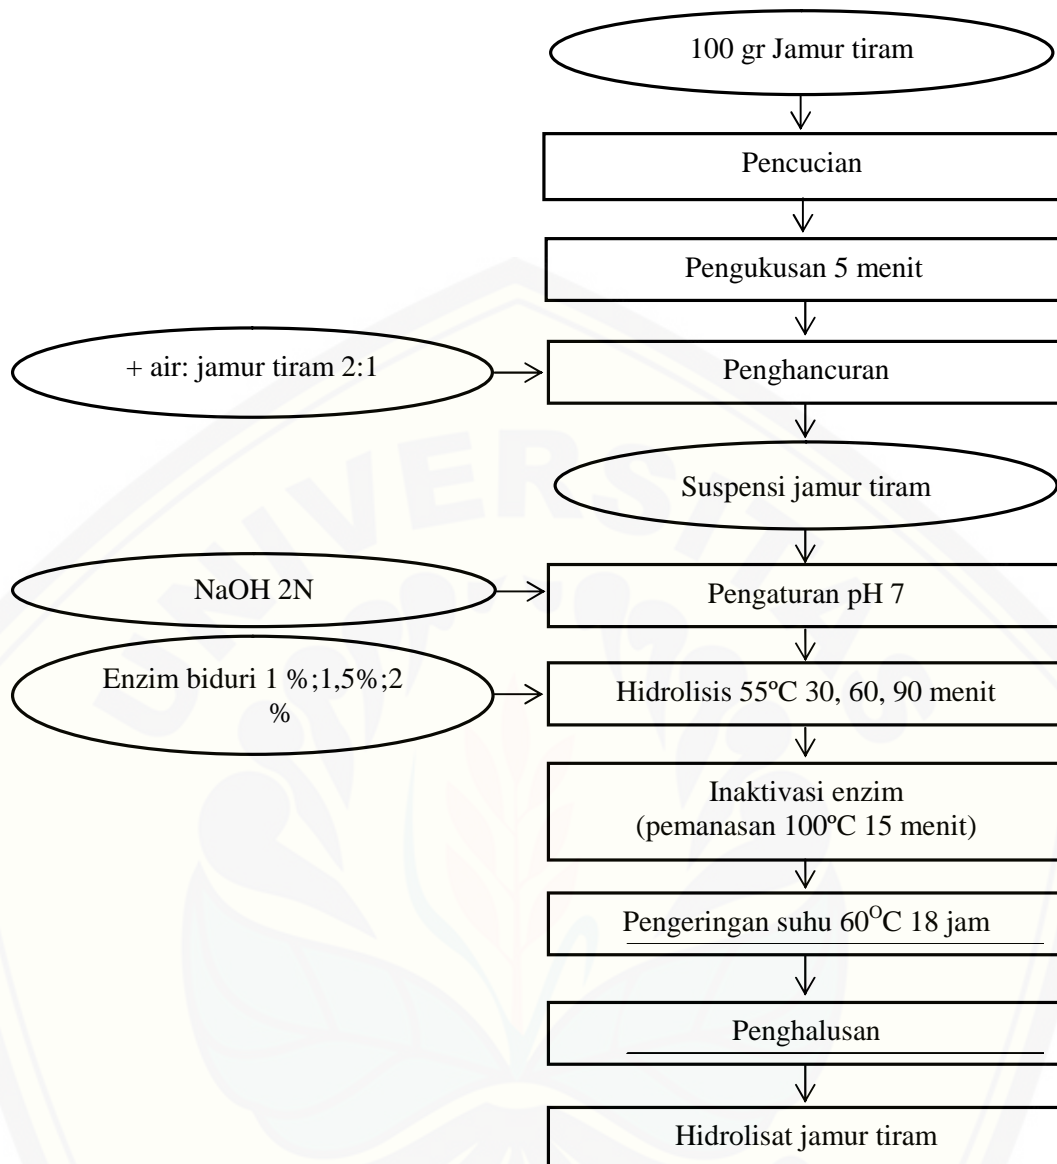 100 gr Jamur tiram
Pencucian
Pengukusan 5 menit
+ air: jamur tiram 2:1
Penghancuran
Suspensi jamur tiram
NaOH 2N
Pengaturan pH 7
Enzim biduri 1 %;1,5%;2
%
Hidrolisis 55ºC 30, 60, 90 menit
Inaktivasi enzim
(pemanasan 100ºC 15 menit)
Pengeringan suhu 60ᴼC 18 jam
Penghalusan
Hidrolisat jamur tiram
UNIVERSITAS